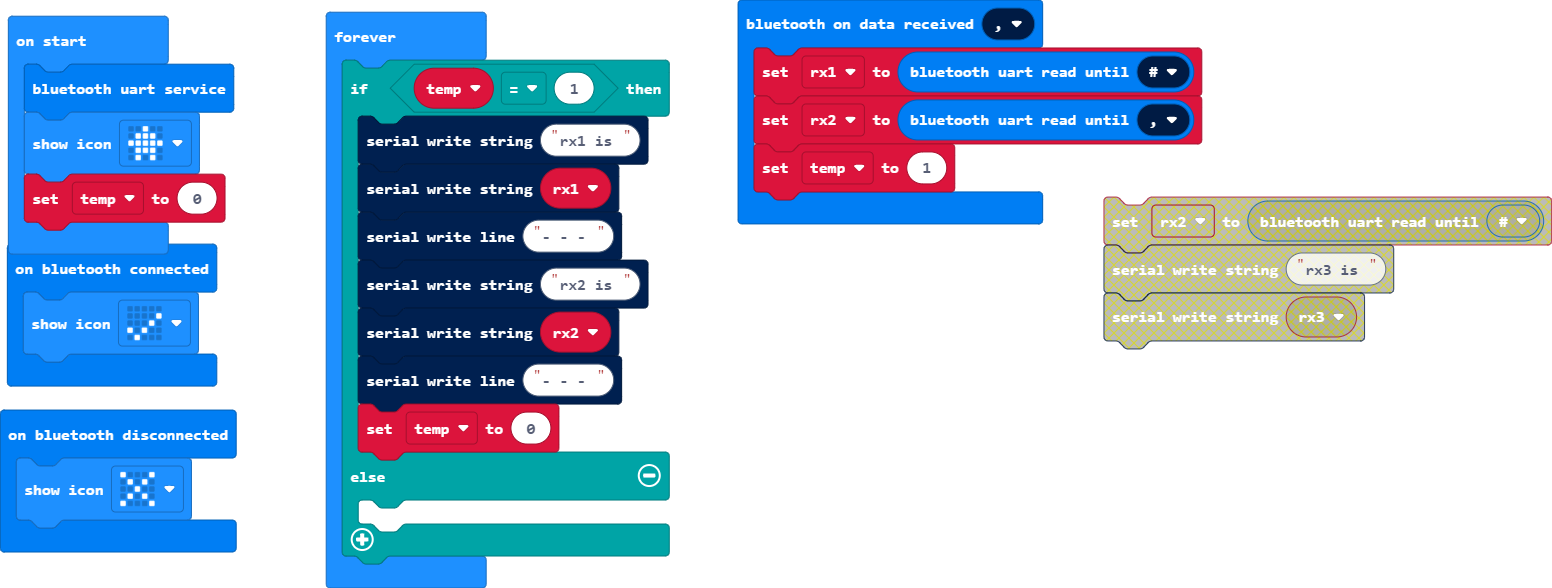 on start
bluetooth uart service
show icon
set temp to 0
on bluetooth connected
show icon
on bluetooth disconnected
show icon
forever
if temp = 1 then
serial write string "rx1 is "
serial write string rx1
serial write line "- - - "
serial write string "rx2 is "
serial write string rx2
serial write line "- - - "
set temp to 0
else
bluetooth on data received ,
set rx1 to bluetooth uart read until #
set rx2 to bluetooth uart read until ,
set temp to 1
set rx2 to bluetooth uart read until #
serial write string "rx3 is "
serial write string rx3